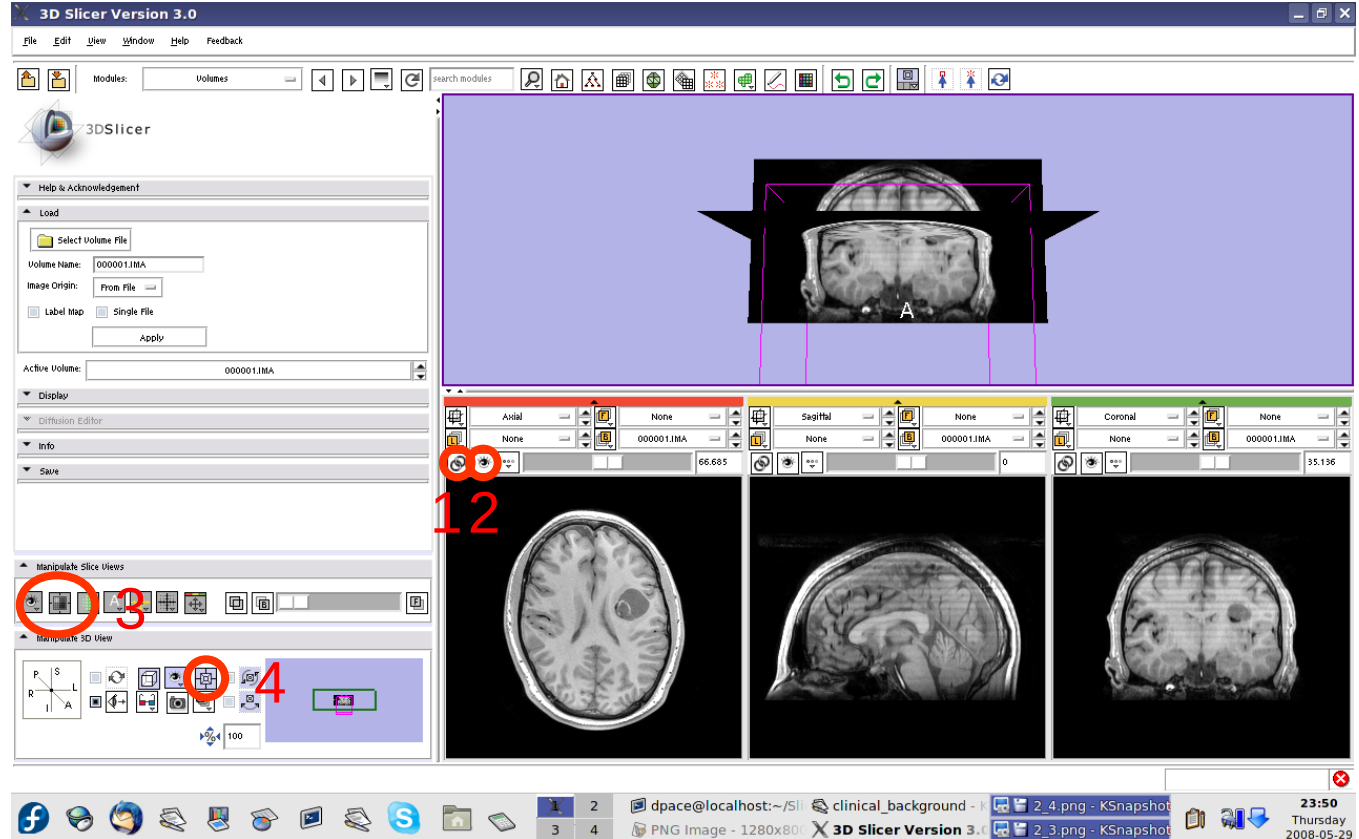 3D Slicer Version 3.0
File Edit View Window Help Feedback
Modules: Volumes search modules
3DSlicer
Help & Acknowledgement
Load
Select Volume File
Volume Name: 000001.IMA
Image Origin: From File
Label Map Single File
Apply
Active Volume: 000001.IMA
Display
Diffusion Editor
Info
Save
A
Axial F None Sagittal F None Coronal F None
L None B 000001.IMA L None B 000001.IMA L None B 000001.IMA
66.685 0 35.136
1 2
Manipulate Slice Views
A B F
3
Manipulate 3D View
P S
R L
I A
4
% 100
1 2
3 4
dpace@localhost:~/Sli
clinical_background - K
2_4.png - KSnapshot
PNG Image - 1280x800
3D Slicer Version 3.0
2_3.png - KSnapshot
23:50
Thursday
2008-05-29